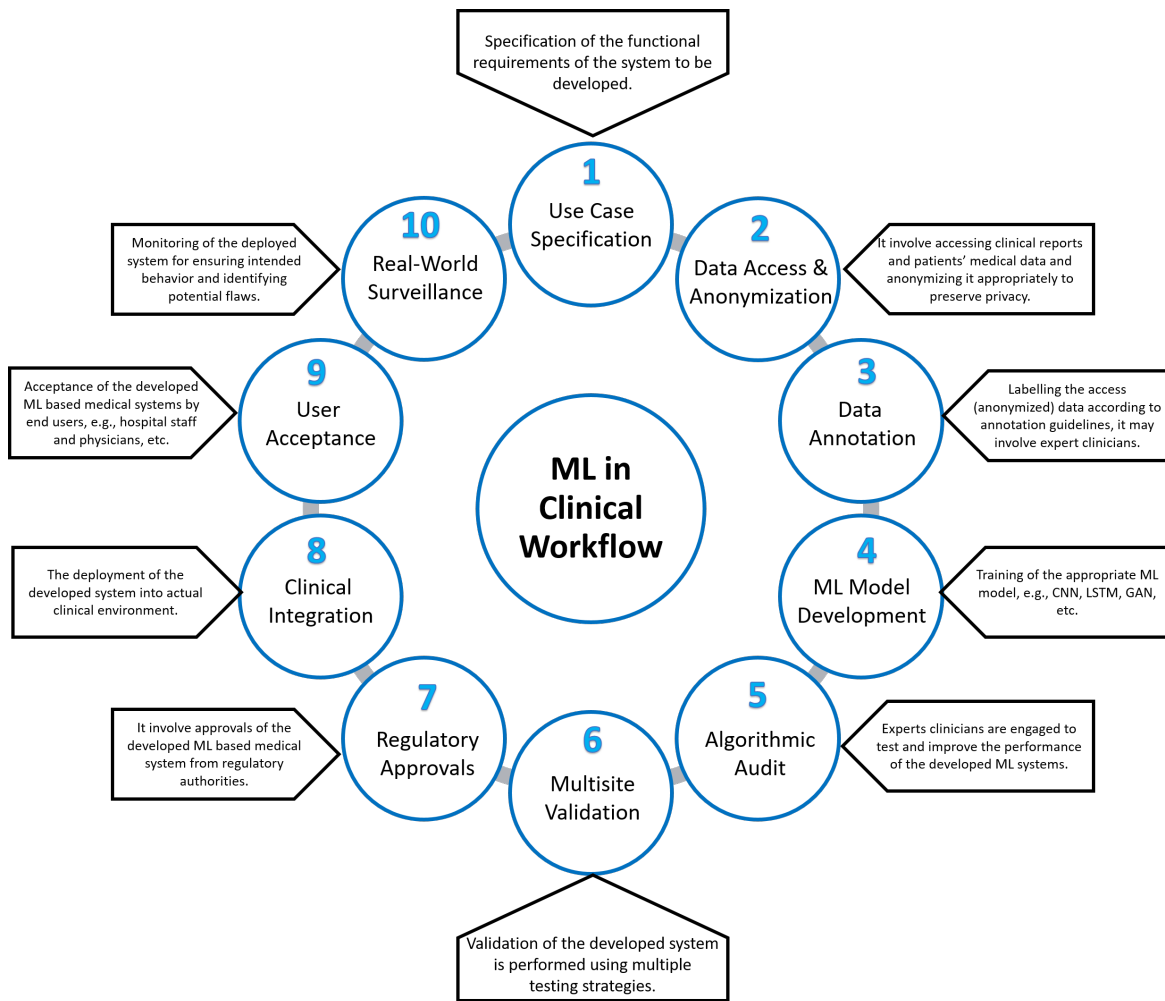 Specification of the functional
requirements of the system to be
developed.
1
Use Case
Specification
2
Data Access &
Anonymization
It involve accessing clinical reports
and patients' medical data and
anonymizing it appropriately to
preserve privacy.
3
Data
Annotation
Labelling the access
(anonymized) data according to
annotation guidelines, it may
involve expert clinicians.
4
ML Model
Development
Training of the appropriate ML
model, e.g., CNN, LSTM, GAN,
etc.
5
Algorithmic
Audit
Experts clinicians are engaged to
test and improve the performance
of the developed ML systems.
6
Multisite
Validation
Validation of the developed system
is performed using multiple
testing strategies.
7
Regulatory
Approvals
It involve approvals of the
developed ML based medical
system from regulatory
authorities.
8
Clinical
Integration
The deployment of the
developed system into actual
clinical environment.
9
User
Acceptance
Acceptance of the developed
ML based medical systems by
end users, e.g., hospital staff
and physicians, etc.
10
Real-World
Surveillance
Monitoring of the deployed
system for ensuring intended
behavior and identifying
potential flaws.
ML in
Clinical
Workflow